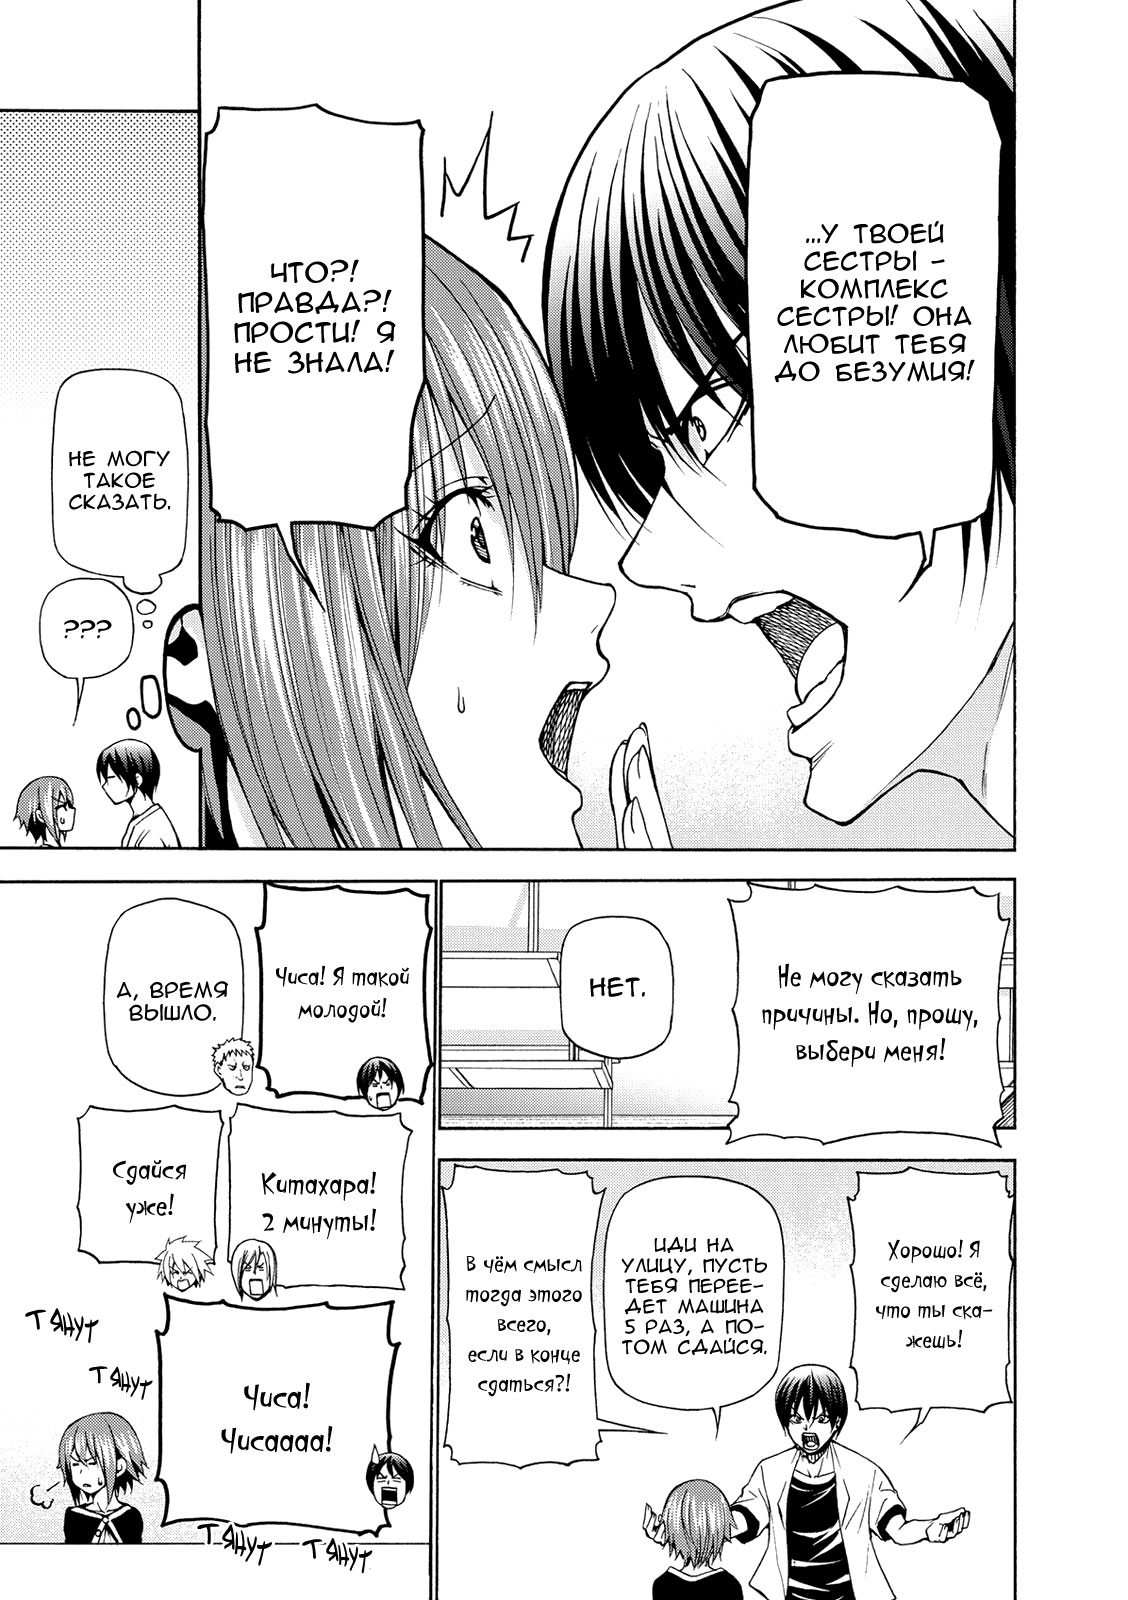 ...У ТВОЕЙ
СЕСТРЫ -
КОМПЛЕКС
СЕСТРЫ! ОНА
ЛЮБИТ ТЕБЯ
ДО БЕЗУМИЯ!
ЧТО?!
ПРАВДА?!
ПРОСТИ! Я
НЕ ЗНАЛА!
НЕ МОГУ
ТАКОЕ
СКАЗАТЬ.
???
Не могу сказать
причины. Но, прошу,
выбери меня!
НЕТ.
Хорошо! Я
сделаю всё,
что ты ска-
жешь!
ИДИ НА
УЛИЦУ, ПУСТЬ
ТЕБЯ ПЕРЕЕ-
ДЕТ МАШИНА
5 РАЗ, А ПО-
ТОМ СДАЙСЯ.
В чём смысл
тогда этого
всего,
если в конце
сдаться?!
Чиса! Я такой
молодой!
А, ВРЕМЯ
ВЫШЛО.
Китахара!
2 минуты!
Сдайся
уже!
Чиса!
Чисаааа!
ТЯНУТ
ТЯНУТ
ТЯНУТ
ТЯНУТ